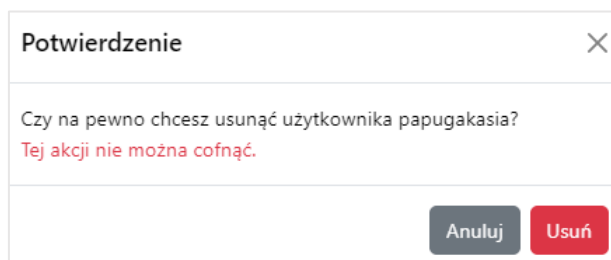 Potwierdzenie
Czy na pewno chcesz usunąć użytkownika papugakasia?
Tej akcji nie można cofnąć.
Anuluj
Usuń